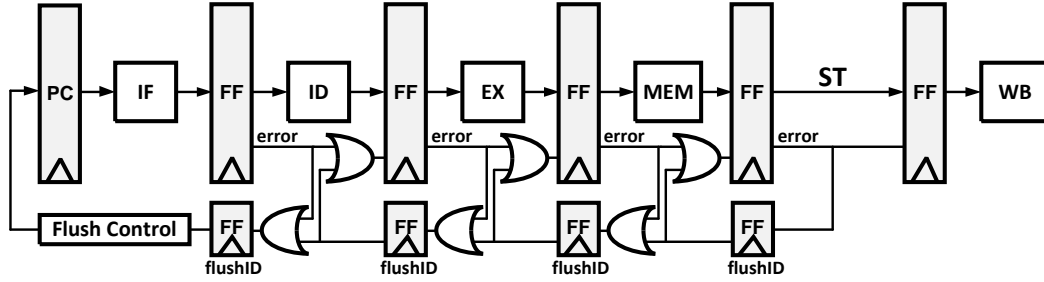 ST
PC IF FF ID FF EX FF MEM FF FF WB
error error error error
Flush Control FF FF FF FF
flushID flushID flushID flushID